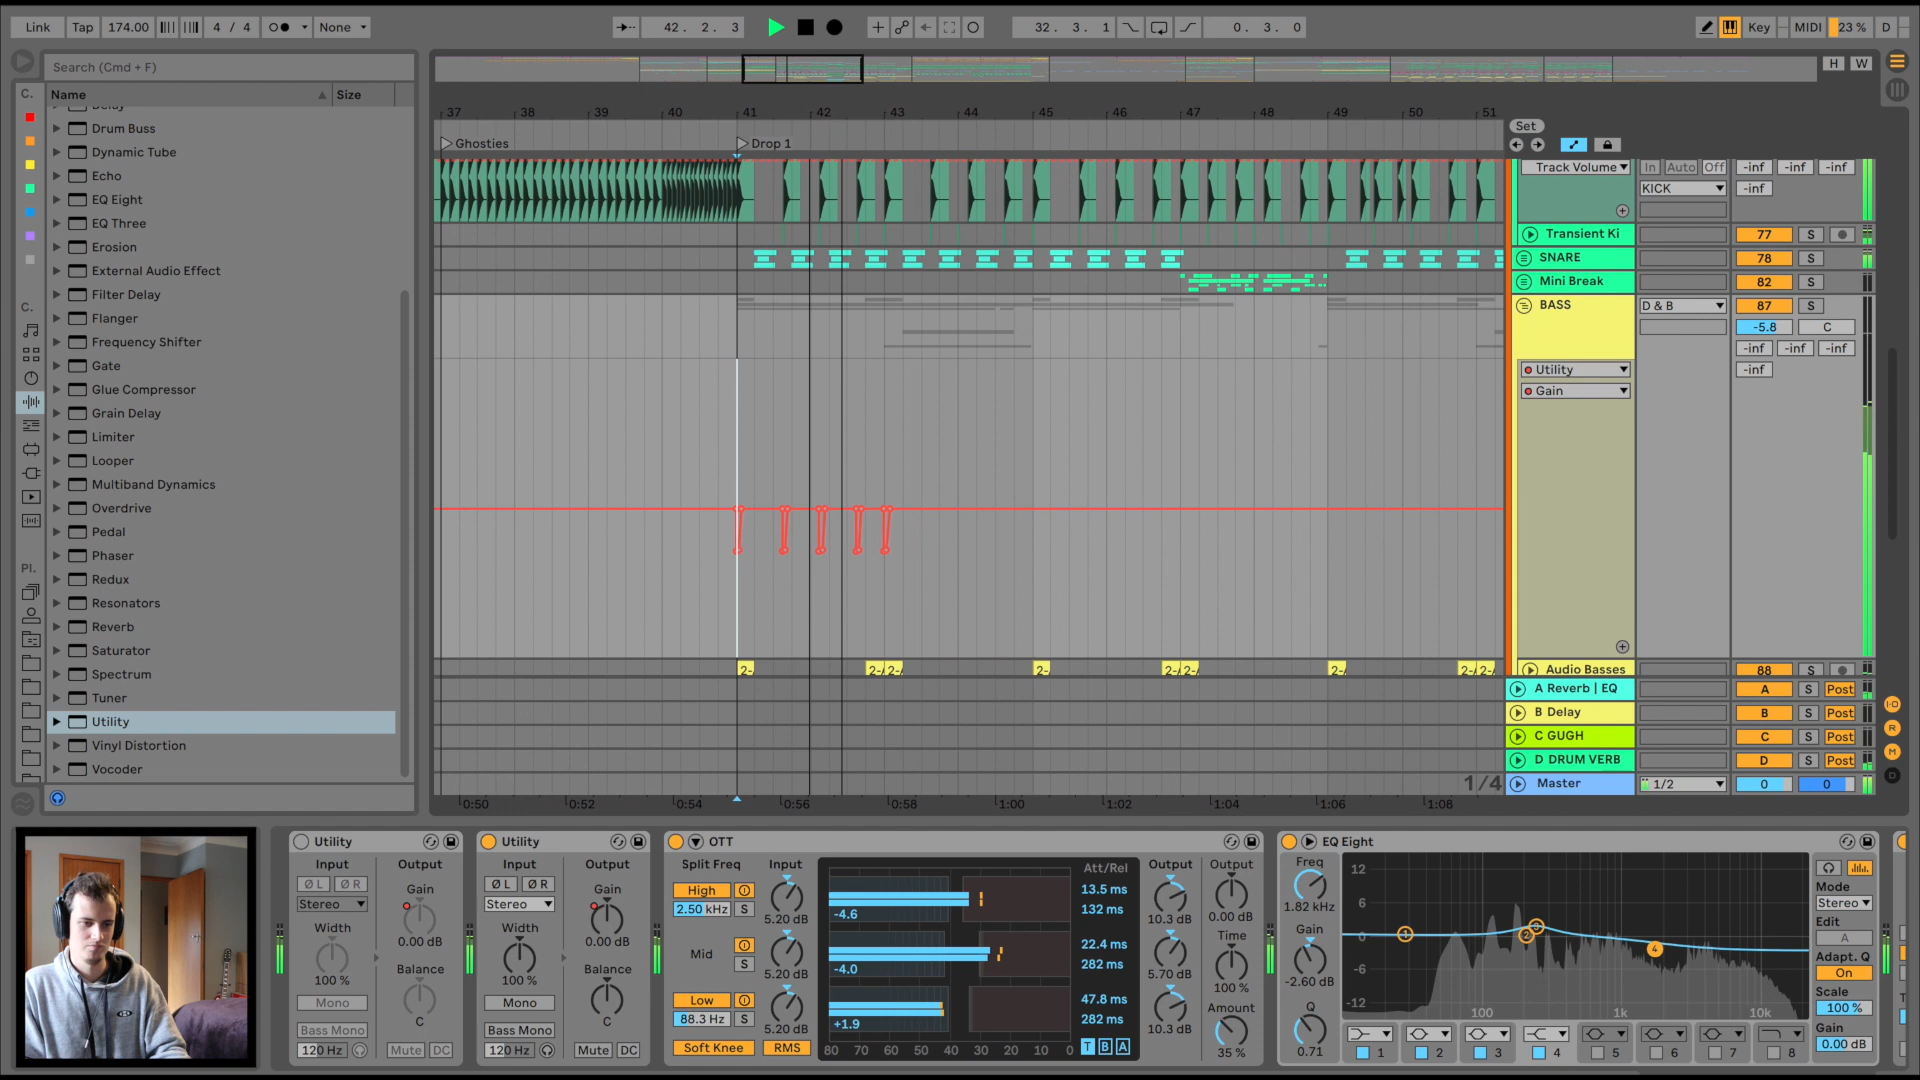 Link Tap 174.00 4 / 4 None 42. 2. 3 32. 3. 1 0. 3. 0 Key MIDI 23 % D
Search (Cmd + F)
H W
C. Name Size
Delay
Drum Buss
Dynamic Tube
Echo
EQ Eight
EQ Three
Erosion
External Audio Effect
Filter Delay
C.
Flanger
Frequency Shifter
Gate
Glue Compressor
Grain Delay
Limiter
Looper
Multiband Dynamics
Overdrive
Pedal
Phaser
Pl.
Redux
Resonators
Reverb
Saturator
Spectrum
Tuner
Utility
Vinyl Distortion
Vocoder
37 38 39 40 41 42 43 44 45 46 47 48 49 50 51
Set
Ghosties Drop 1
Track Volume In Auto Off -inf -inf -inf
KICK -inf
Transient Ki 77 S
SNARE 78 S
Mini Break 82 S
BASS D & B 87 S
-5.8 C
-inf -inf -inf
Utility -inf
Gain
2- 2-/2-/ 2- 2-/2-/ 2- 2-/2-/
Audio Basses 88 S
A Reverb | EQ A S Post
B Delay B S Post
C GUGH C S Post
D DRUM VERB D S Post
1/4 Master 1/2 0 0
0:50 0:52 0:54 0:56 0:58 1:00 1:02 1:04 1:06 1:08
I·O
R
M
D
Utility
Input Output
Ø L Ø R Gain
Stereo
Width 0.00 dB
Balance
100 %
Mono
Bass Mono C
120 Hz Mute DC
Utility
Input Output
Ø L Ø R Gain
Stereo
Width 0.00 dB
Balance
100 %
Mono
Bass Mono C
120 Hz Mute DC
OTT
Split Freq Input Att/Rel Output Output
High 13.5 ms
2.50 kHz S 5.20 dB -4.6 132 ms 10.3 dB 0.00 dB
Mid 22.4 ms Time
S 5.20 dB -4.0 282 ms 5.70 dB 100 %
Low 47.8 ms Amount
88.3 Hz S 5.20 dB +1.9 282 ms 10.3 dB
Soft Knee RMS 80 70 60 50 40 30 20 10 0 T B A 35 %
EQ Eight
Freq 12 Mode
1.82 kHz 6 Stereo
Gain 0 1 2 3 4 Edit
A
-2.60 dB -6 Adapt. Q
On
Q -12 Scale
100 1k 10k 100 %
Gain
0.71 1 2 3 4 5 6 7 8 0.00 dB